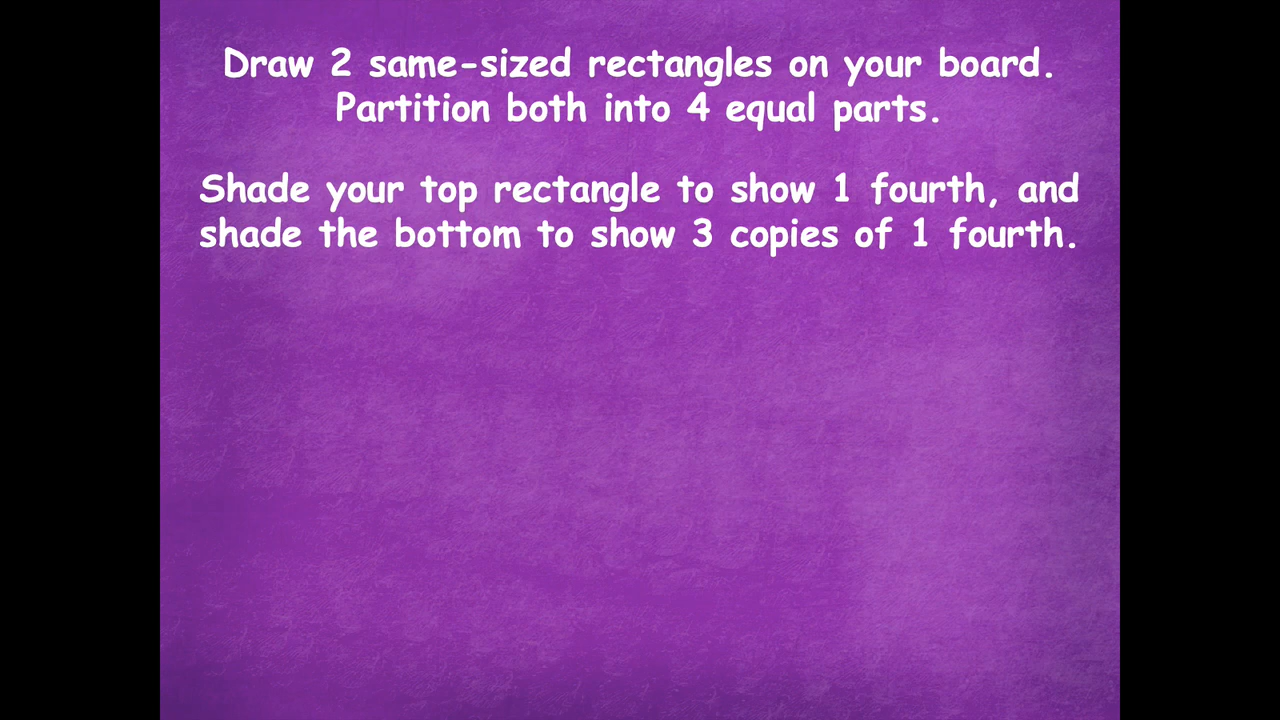 Draw 2 same-sized rectangles on your board.
Partition both into 4 equal parts.
Shade your top rectangle to show 1 fourth, and
shade the bottom to show 3 copies of 1 fourth.